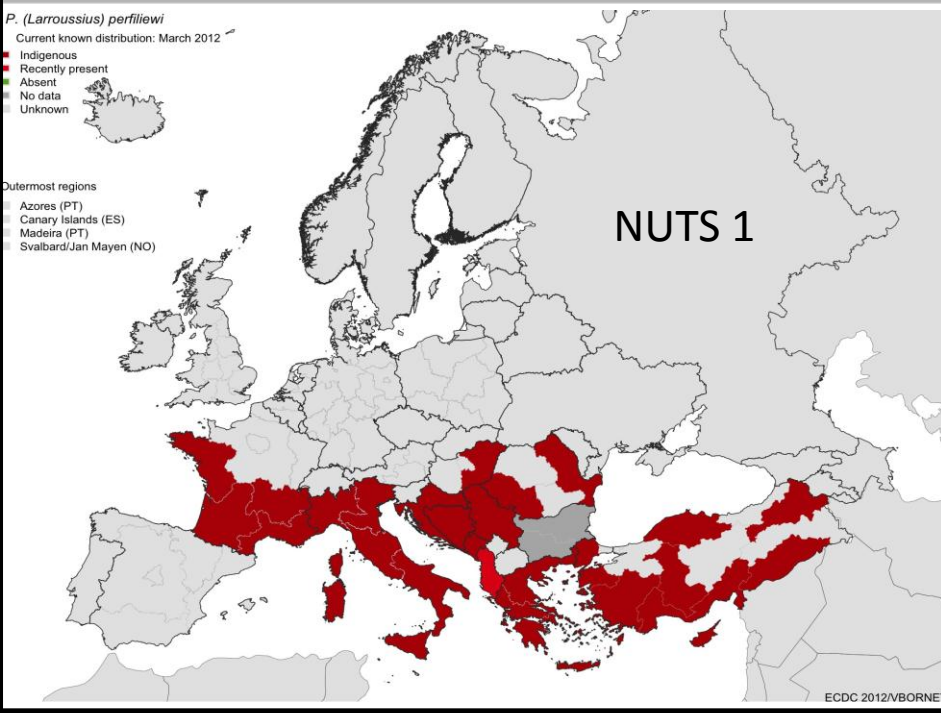 P. (Larroussius) perfiliewi
Current known distribution: March 2012
Indigenous
Recently present
Absent
No data
Unknown
Outermost regions
Azores (PT)
Canary Islands (ES)
Madeira (PT)
Svalbard/Jan Mayen (NO)
NUTS 1
ECDC 2012/VBORNET